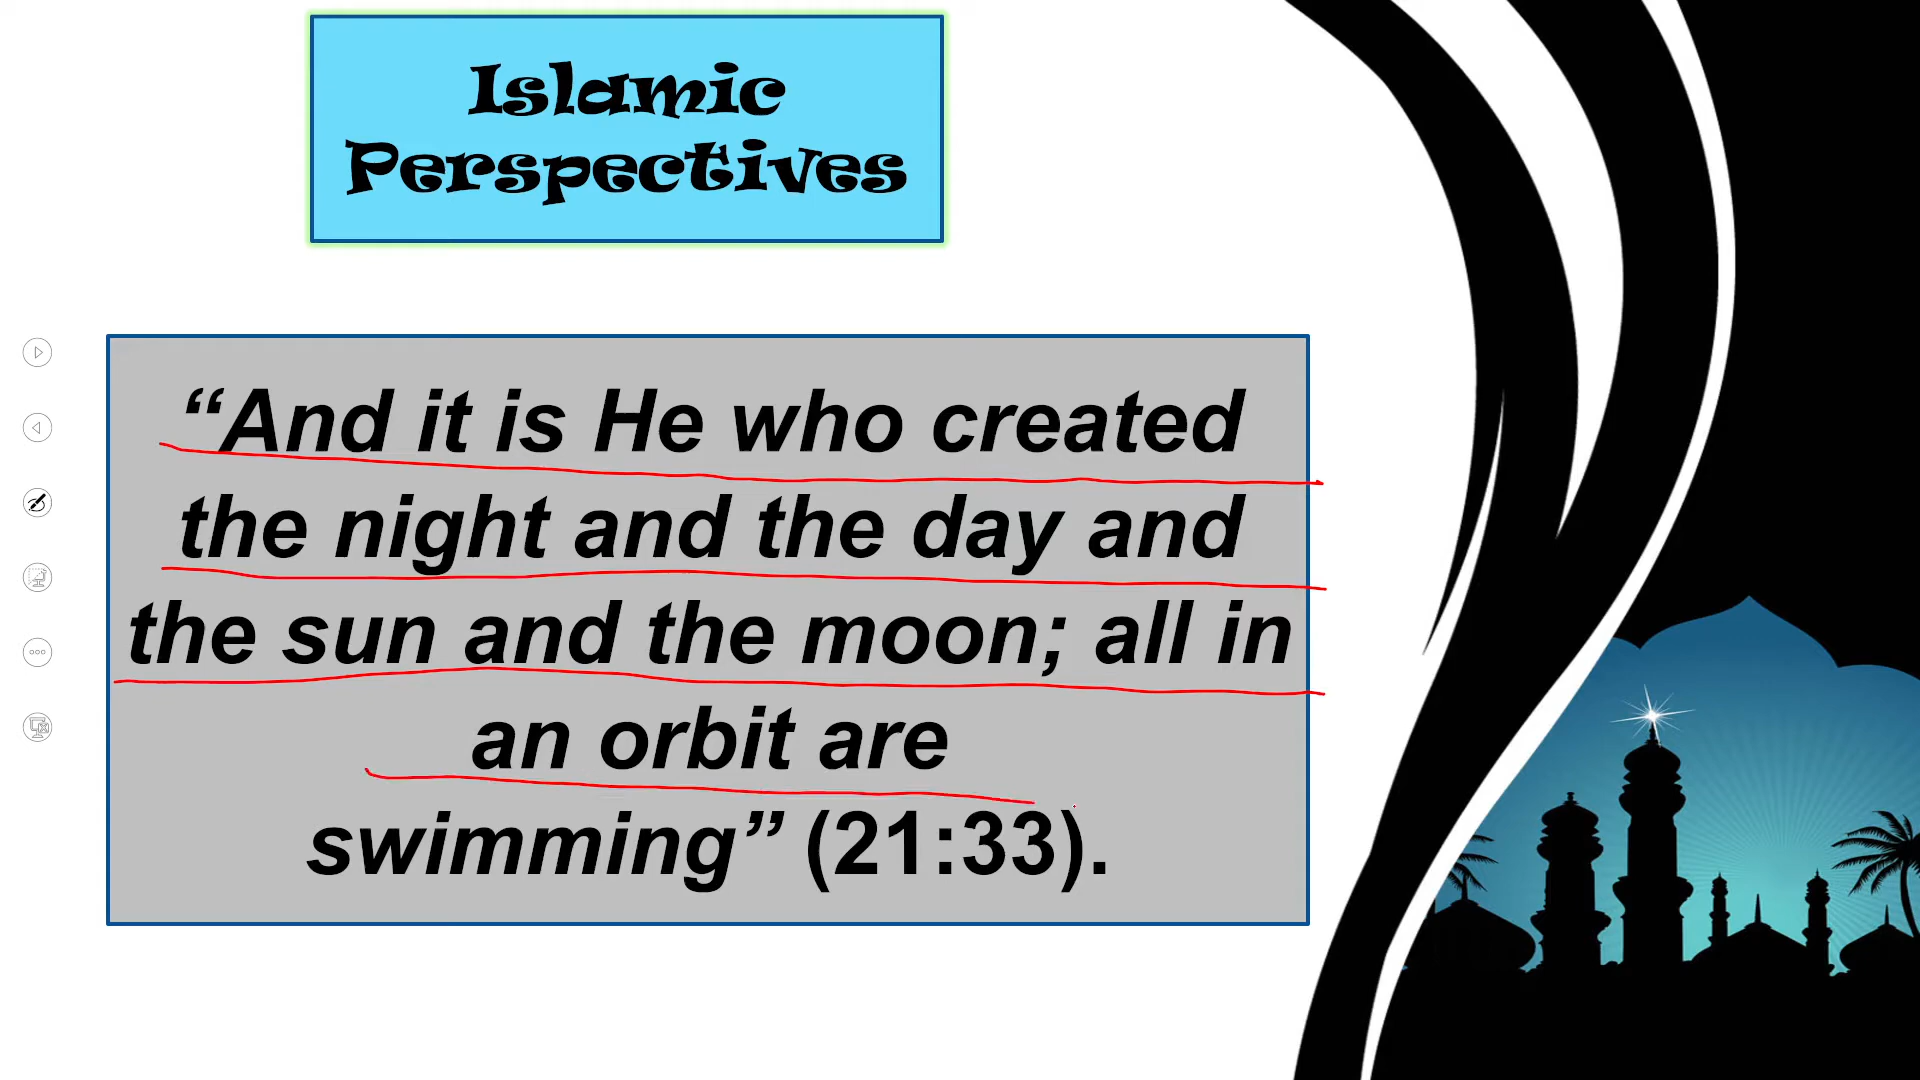 Islamic
Perspectives
“And it is He who created
the night and the day and
the sun and the moon; all in
an orbit are
swimming” (21:33).